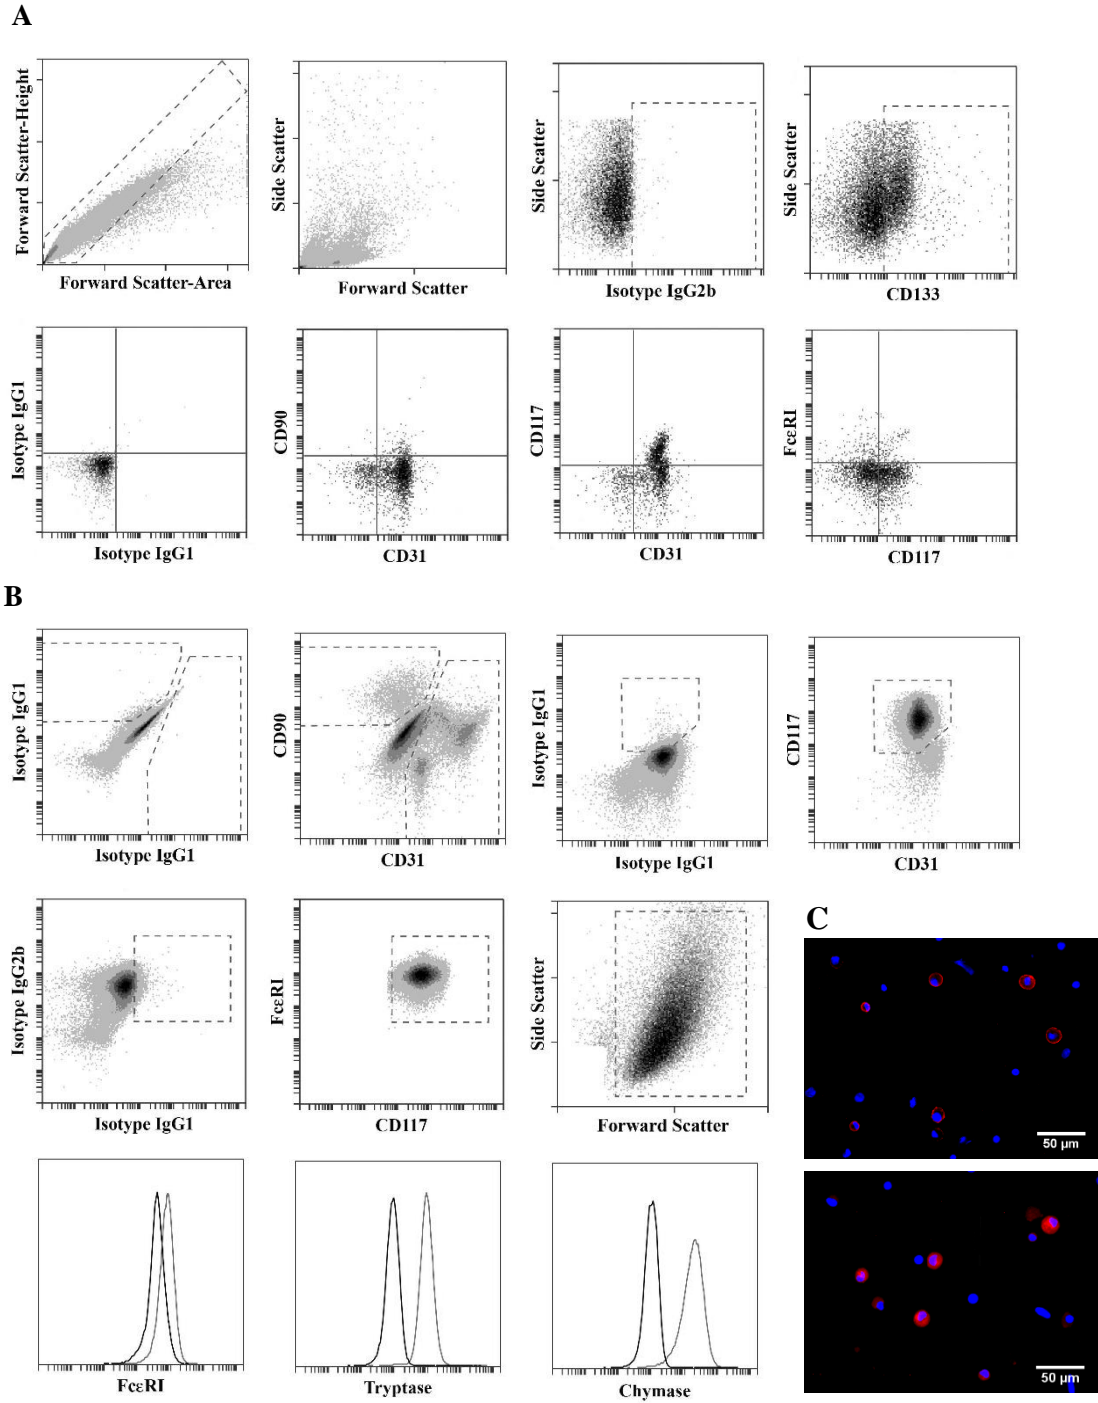 A
Forward Scatter-Height
Forward Scatter-Area
Side Scatter
Forward Scatter
Side Scatter
Isotype IgG2b
Side Scatter
CD133
Isotype IgG1
Isotype IgG1
CD90
CD31
CD117
CD31
FcεRI
CD117
B
Isotype IgG1
Isotype IgG1
CD90
CD31
Isotype IgG1
Isotype IgG1
CD117
CD31
Isotype IgG2b
Isotype IgG1
FcεRI
CD117
Side Scatter
Forward Scatter
C
50 µm
50 µm
FcεRI
Tryptase
Chymase